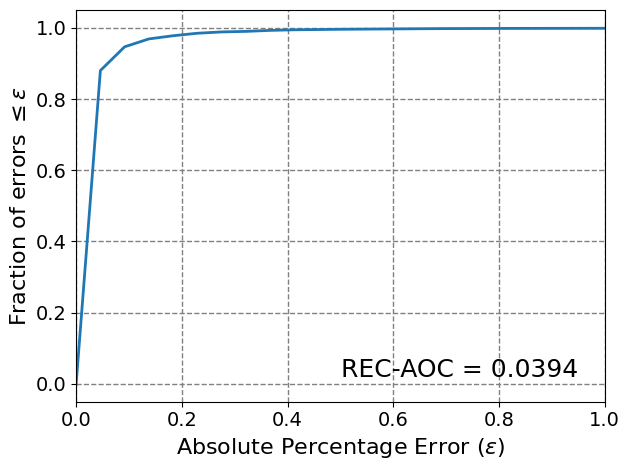 1.0
0.8
0.6
0.4
0.2
0.0
Fraction of errors ≤ ε
REC-AOC = 0.0394
0.0 0.2 0.4 0.6 0.8 1.0
Absolute Percentage Error (ε)